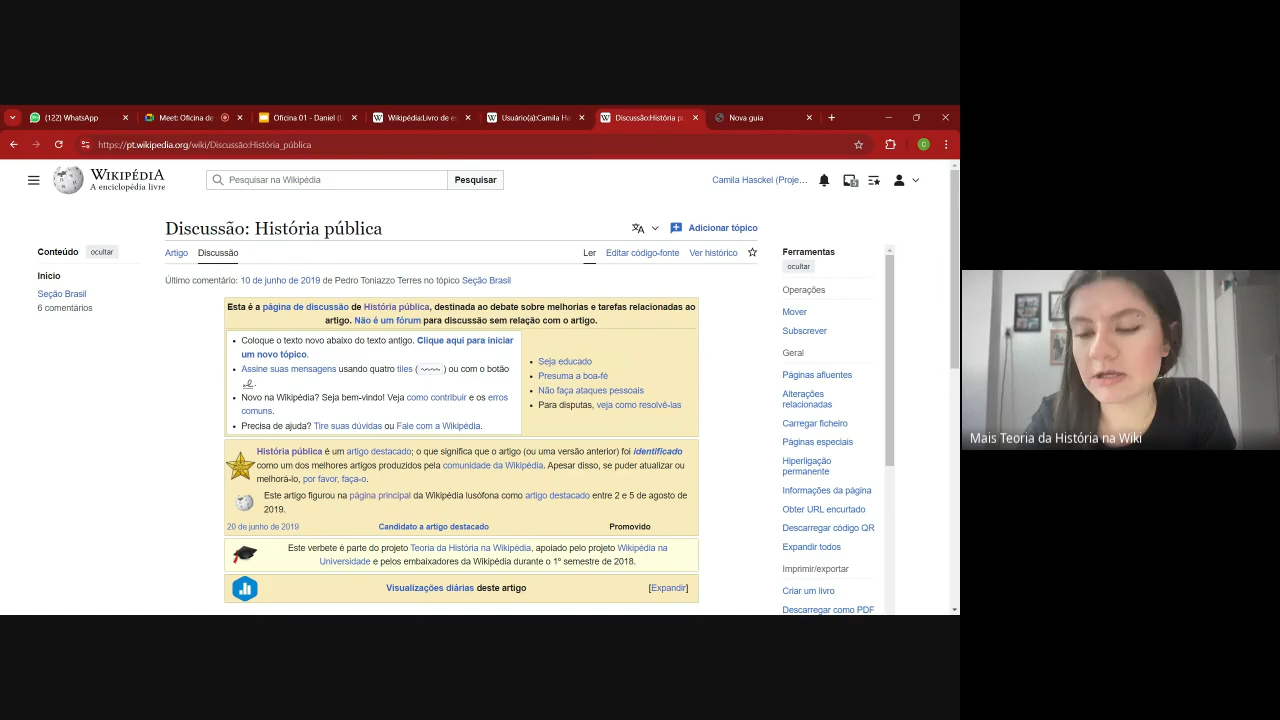 (122) WhatsApp
Meet: Oficina de
Oficina 01 - Daniel (U
Wikipédia:Livro de e
Usuário(a):Camila Ha
Discussão:História p
Nova guia
https://pt.wikipedia.org/wiki/Discussão:História_pública
WIKIPÉDIA
A enciclopédia livre
Pesquisar na Wikipédia
Pesquisar
Camila Hasckel (Proje…
Discussão: História pública
Adicionar tópico
Conteúdo ocultar
Artigo Discussão
Ler Editar código-fonte Ver histórico
Ferramentas
ocultar
Início
Seção Brasil
6 comentários
Último comentário: 10 de junho de 2019 de Pedro Toniazzo Terres no tópico Seção Brasil
Esta é a página de discussão de História pública, destinada ao debate sobre melhorias e tarefas relacionadas ao
artigo. Não é um fórum para discussão sem relação com o artigo.
• Coloque o texto novo abaixo do texto antigo. Clique aqui para iniciar
um novo tópico.
• Assine suas mensagens usando quatro tiles (~~~~) ou com o botão
.
• Novo na Wikipédia? Seja bem-vindo! Veja como contribuir e os erros
comuns.
• Precisa de ajuda? Tire suas dúvidas ou Fale com a Wikipédia.
• Seja educado
• Presuma a boa-fé
• Não faça ataques pessoais
• Para disputas, veja como resolvê-las
História pública é um artigo destacado; o que significa que o artigo (ou uma versão anterior) foi identificado
como um dos melhores artigos produzidos pela comunidade da Wikipédia. Apesar disso, se puder atualizar ou
melhorá-lo, por favor, faça-o.
Este artigo figurou na página principal da Wikipédia lusófona como artigo destacado entre 2 e 5 de agosto de
2019.
20 de junho de 2019 Candidato a artigo destacado Promovido
Este verbete é parte do projeto Teoria da História na Wikipédia, apoiado pelo projeto Wikipédia na
Universidade e pelos embaixadores da Wikipédia durante o 1º semestre de 2018.
Visualizações diárias deste artigo [Expandir]
Operações
Mover
Subscrever
Geral
Páginas afluentes
Alterações
relacionadas
Carregar ficheiro
Páginas especiais
Hiperligação
permanente
Informações da página
Obter URL encurtado
Descarregar código QR
Expandir todos
Imprimir/exportar
Criar um livro
Descarregar como PDF
Mais Teoria da História na Wiki